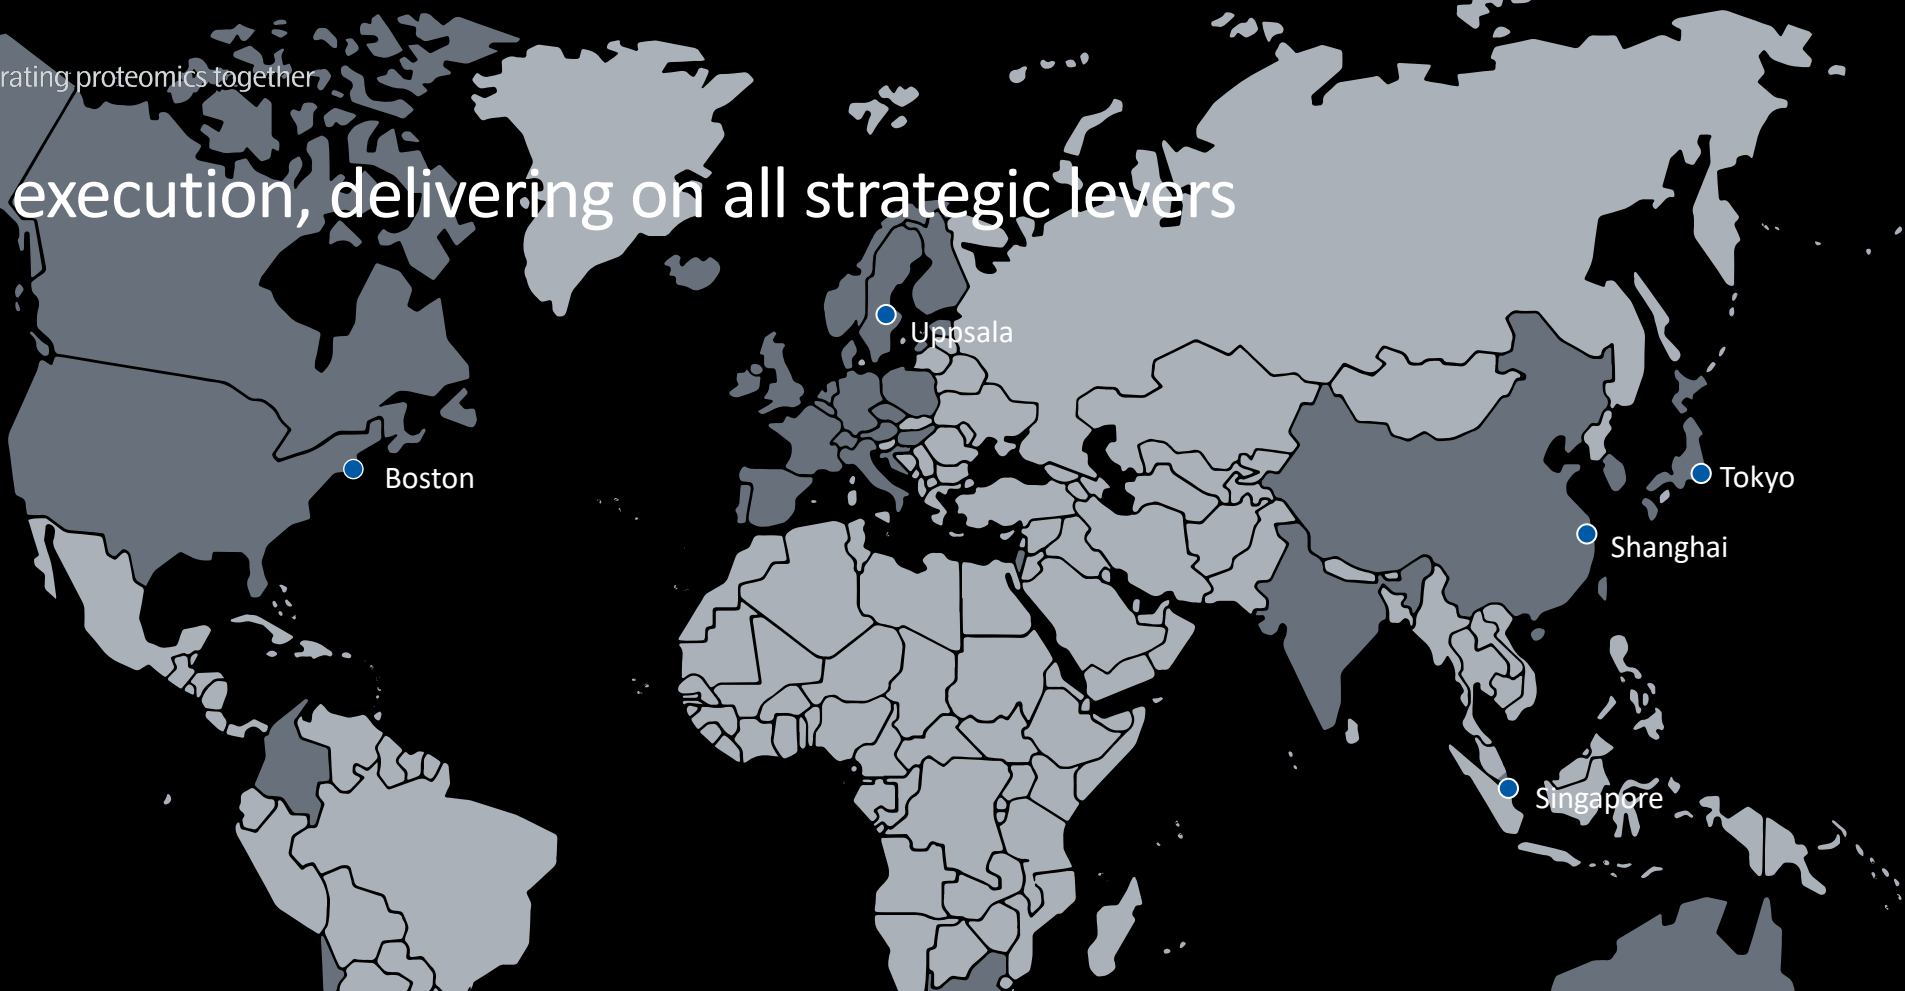 rating proteomics together
execution, delivering on all strategic levers
Uppsala
Boston
Tokyo
Shanghai
Singapore